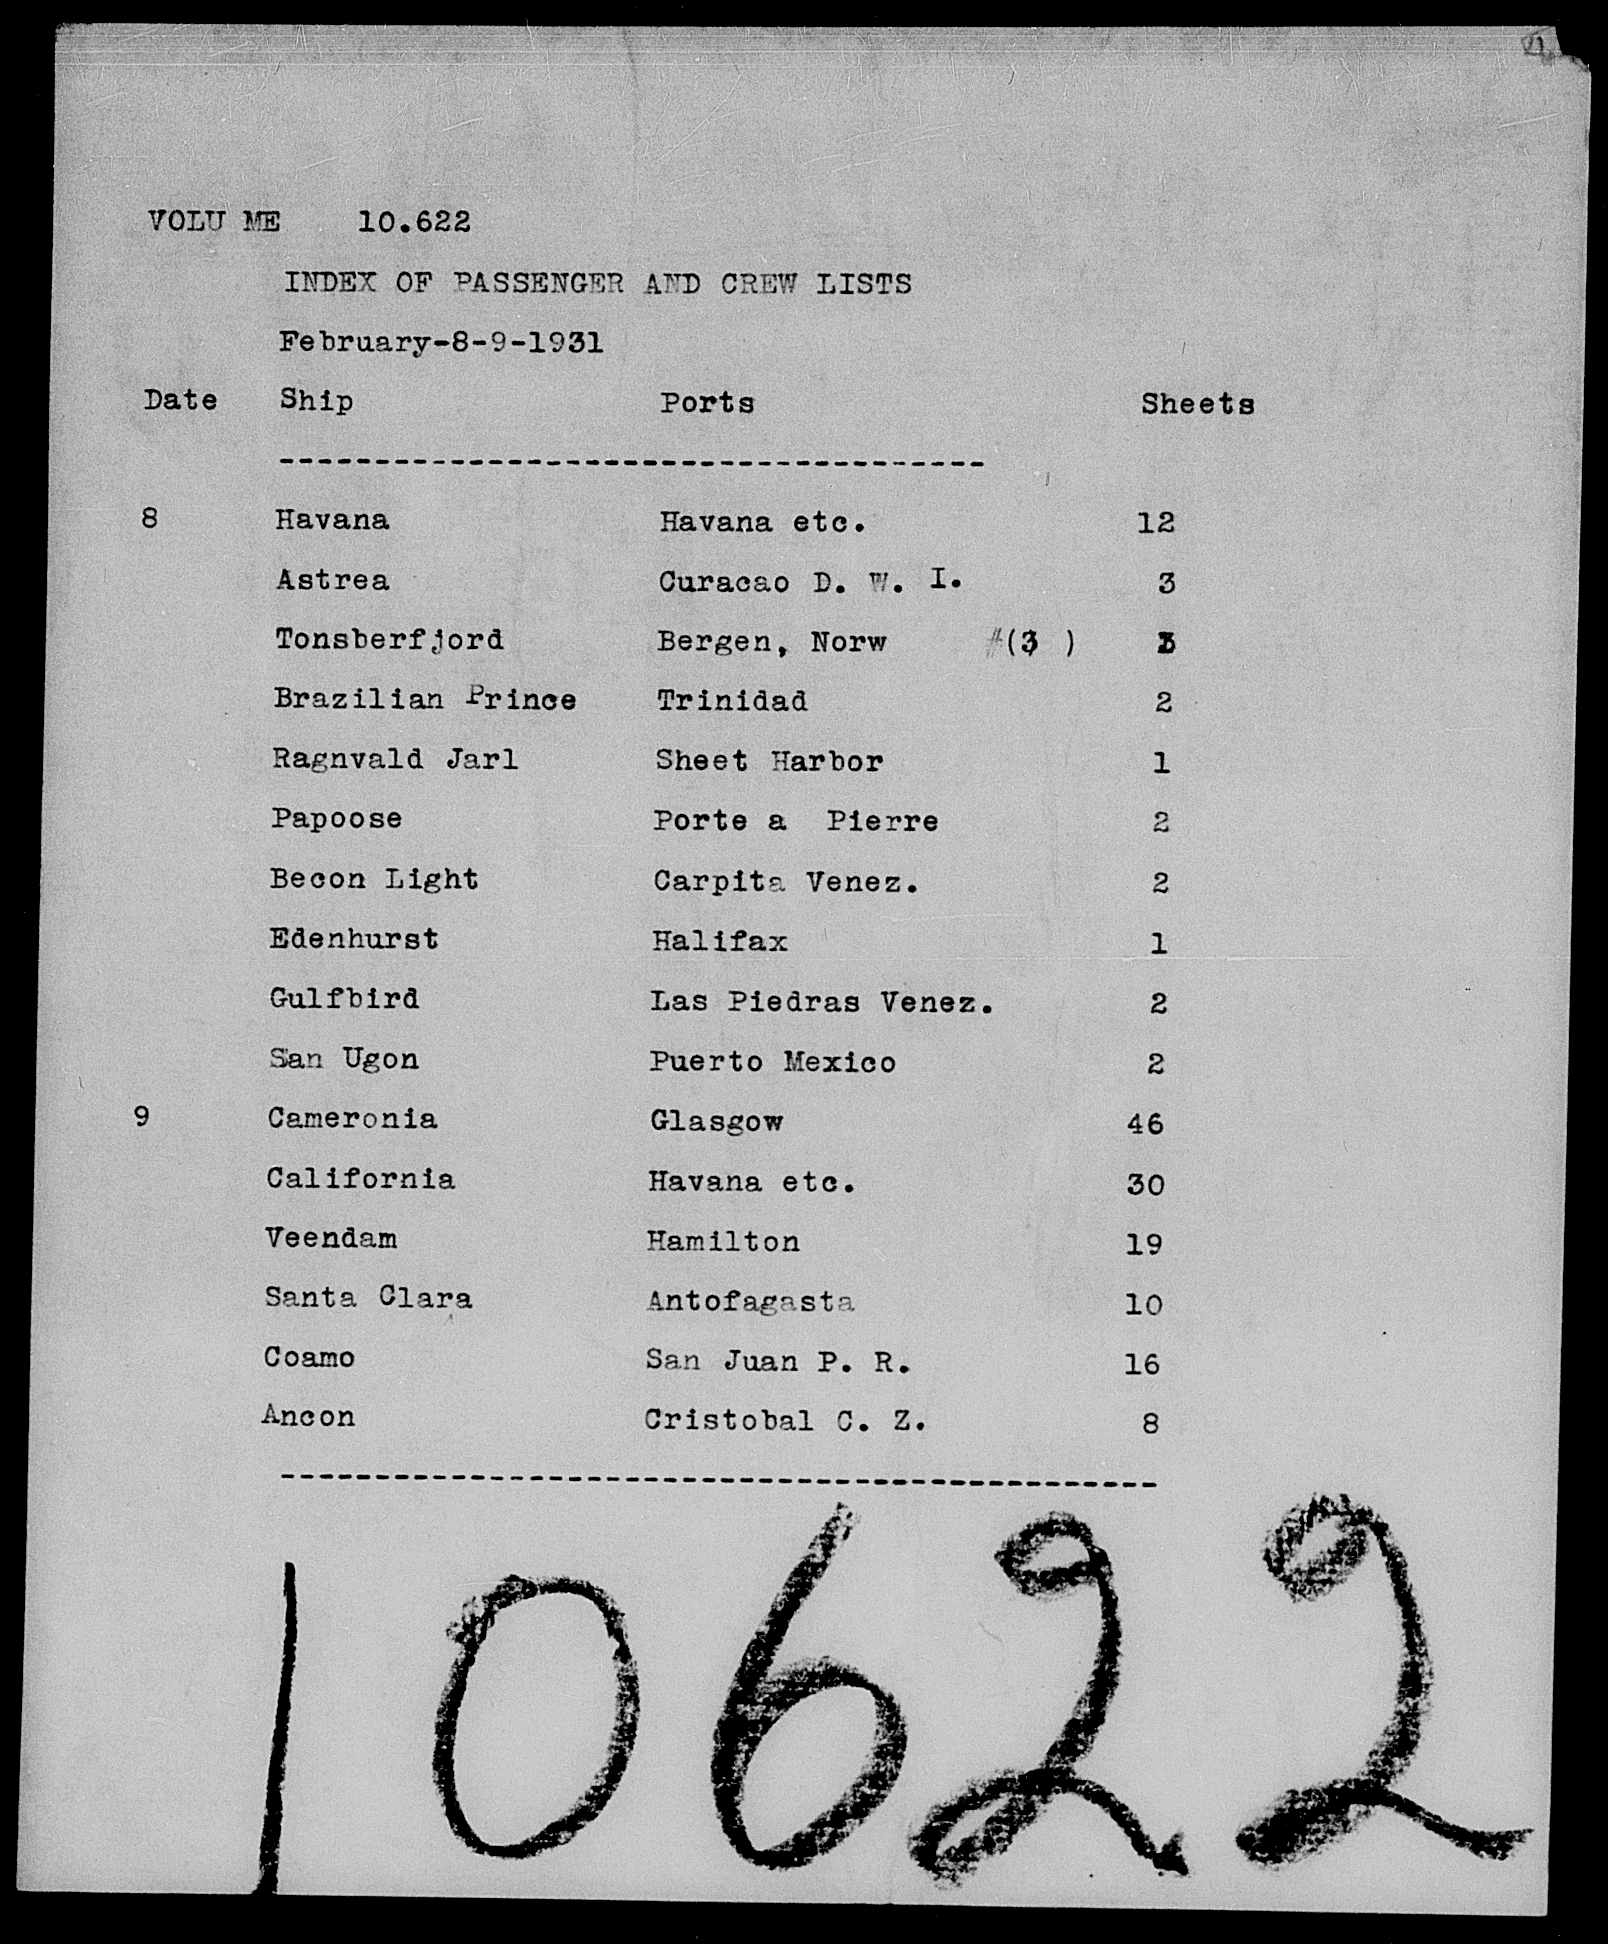 VOLU ME 10.622
INDEX OF PASSENGER AND CREW LISTS
February-8-9-1931
Date Ship Ports Sheets
---------------------------------------
8 Havana Havana etc. 12
Astrea Curacao D. W. I. 3
Tonsberfjord Bergen, Norw #(3 ) 3
Brazilian Prince Trinidad 2
Ragnvald Jarl Sheet Harbor 1
Papoose Porte a Pierre 2
Becon Light Carpita Venez. 2
Edenhurst Halifax 1
Gulfbird Las Piedras Venez. 2
San Ugon Puerto Mexico 2
9 Cameronia Glasgow 46
California Havana etc. 30
Veendam Hamilton 19
Santa Clara Antofagasta 10
Coamo San Juan P. R. 16
Ancon Cristobal C. Z. 8
-----------------------------------------------
10622